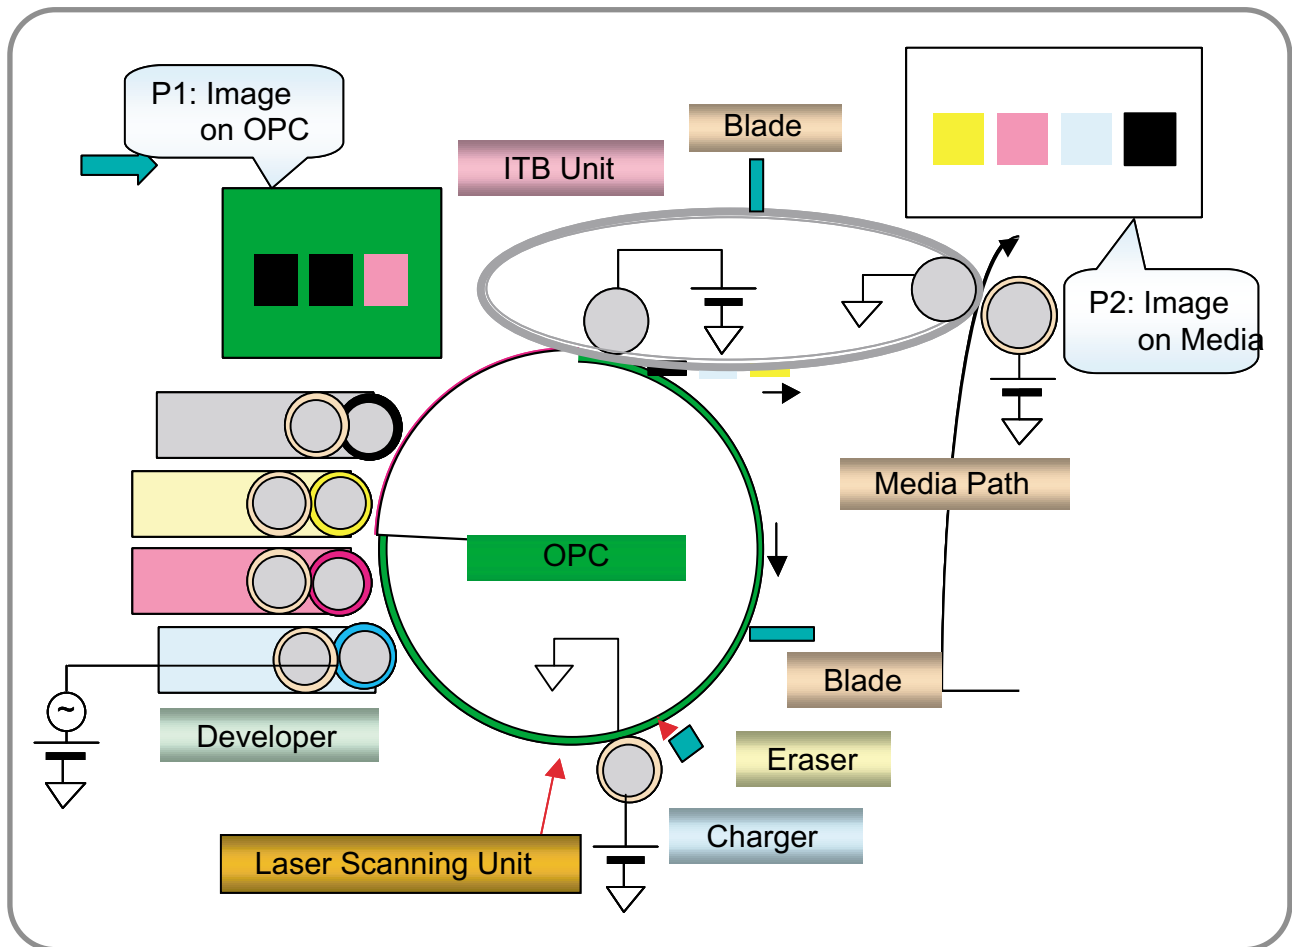 P1: Image
on OPC
Blade
ITB Unit
P2: Image
on Media
Media Path
OPC
Blade
~
Developer
Eraser
Charger
Laser Scanning Unit